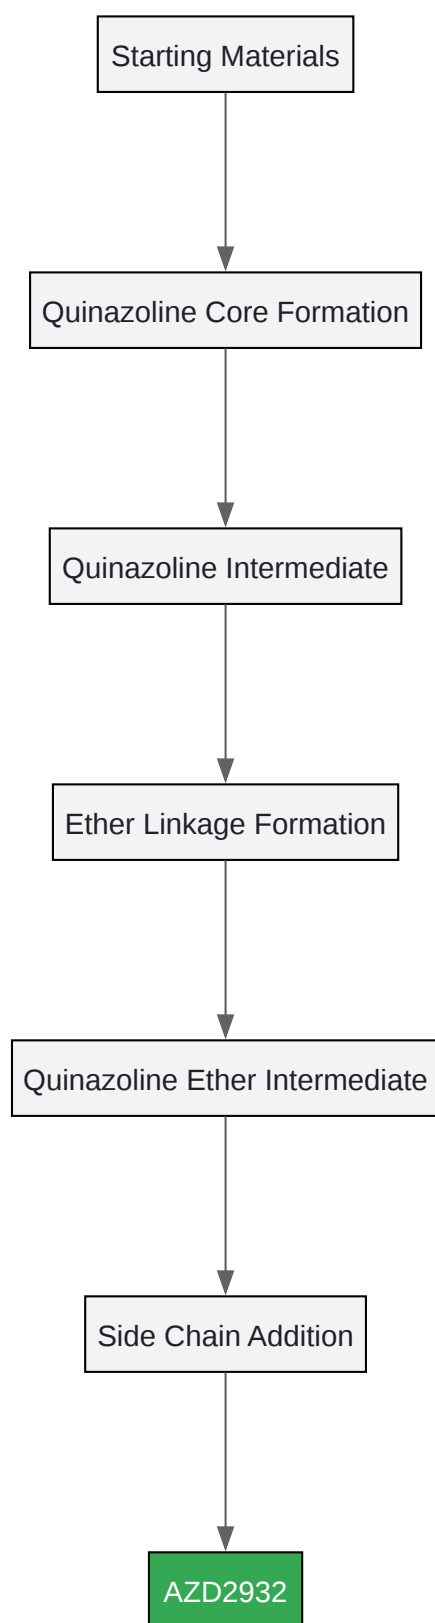 Starting Materials
Quinazoline Core Formation
Quinazoline Intermediate
Ether Linkage Formation
Quinazoline Ether Intermediate
Side Chain Addition
AZD2932